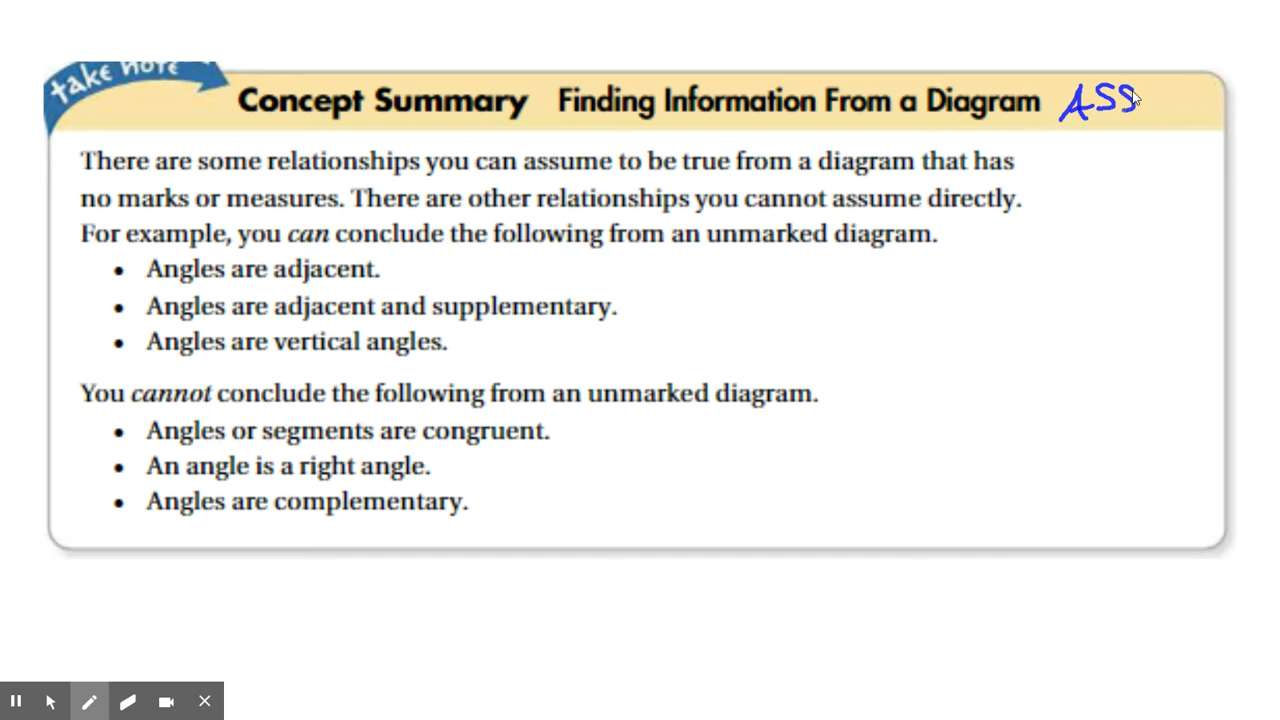 take note
Concept Summary Finding Information From a Diagram ASS
There are some relationships you can assume to be true from a diagram that has
no marks or measures. There are other relationships you cannot assume directly.
For example, you can conclude the following from an unmarked diagram.
• Angles are adjacent.
• Angles are adjacent and supplementary.
• Angles are vertical angles.
You cannot conclude the following from an unmarked diagram.
• Angles or segments are congruent.
• An angle is a right angle.
• Angles are complementary.